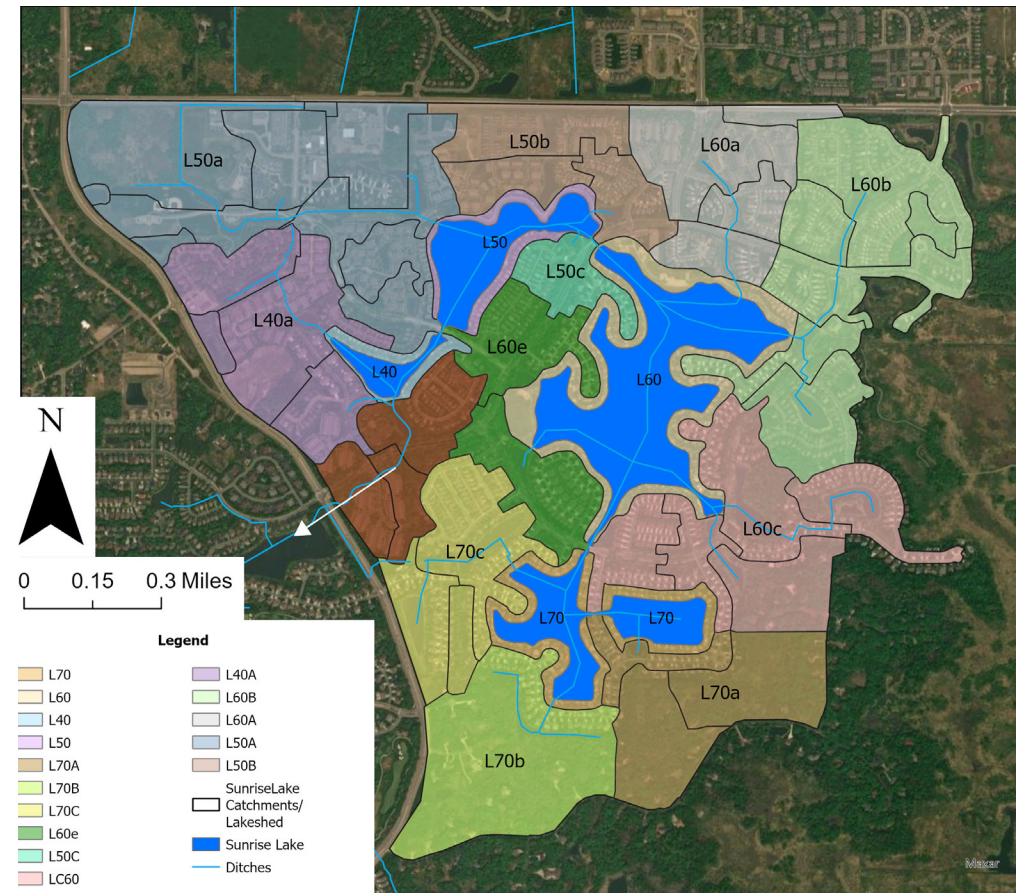 L50a
L50b
L60a
L60b
L50
L50c
L40a
L60e
L40
L60
L60c
L70c
L70
L70
L70a
L70b
N
0 0.15 0.3 Miles
Legend
L70
L60
L40
L50
L70A
L70B
L70C
L60e
L50C
LC60
L40A
L60B
L60A
L50A
L50B
SunriseLake
Catchments/
Lakeshed
Sunrise Lake
Ditches
Maxar